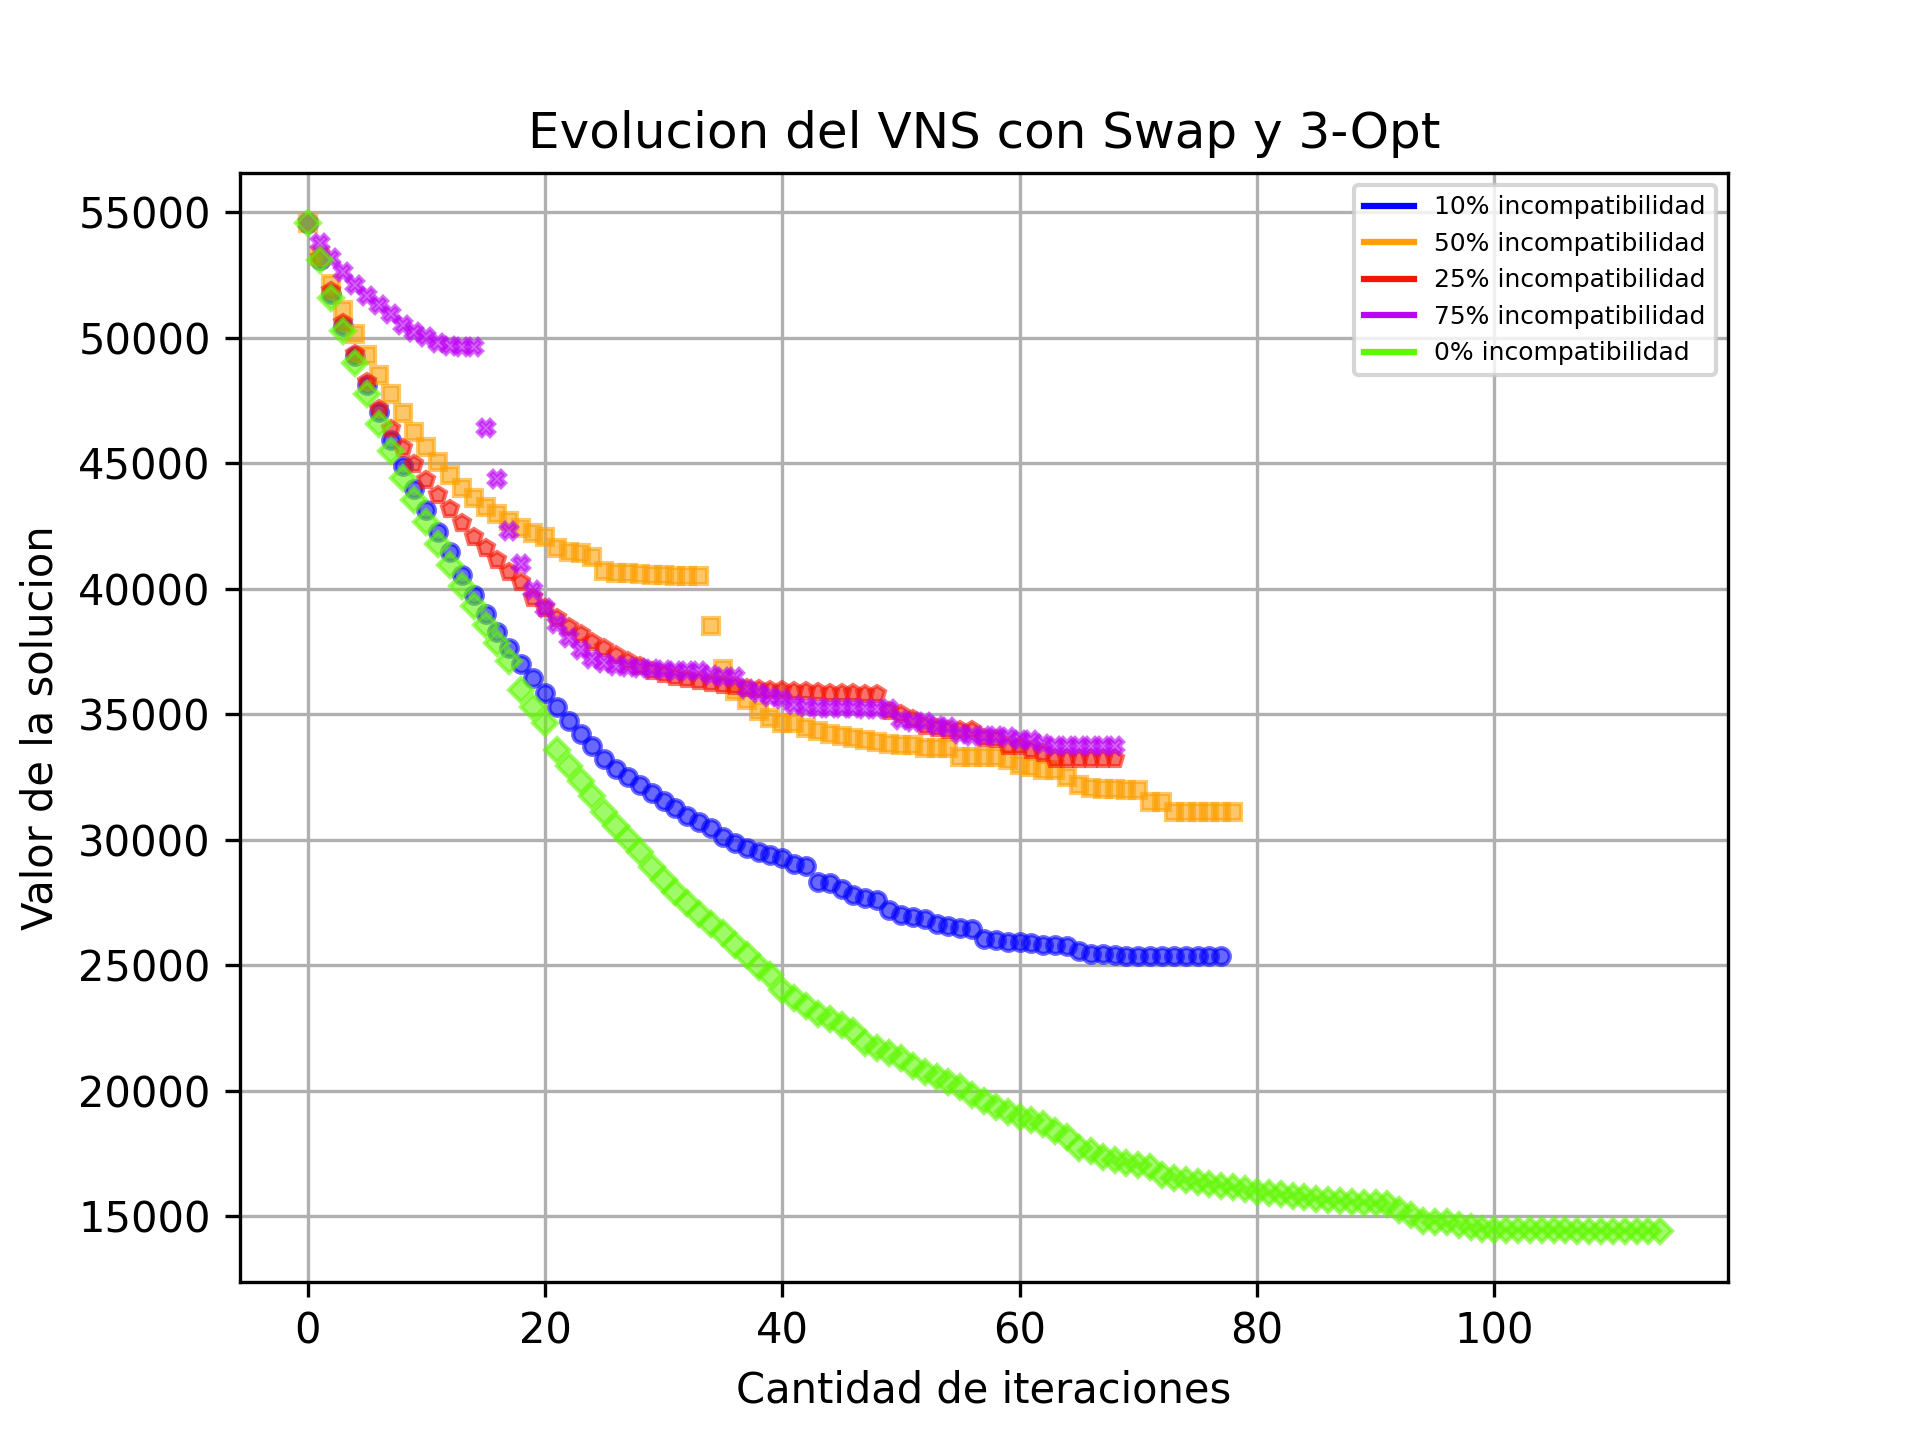 Evolucion del VNS con Swap y 3-Opt
10% incompatibilidad
50% incompatibilidad
25% incompatibilidad
75% incompatibilidad
0% incompatibilidad
55000
50000
45000
40000
35000
30000
25000
20000
15000
Valor de la solucion
0 20 40 60 80 100
Cantidad de iteraciones